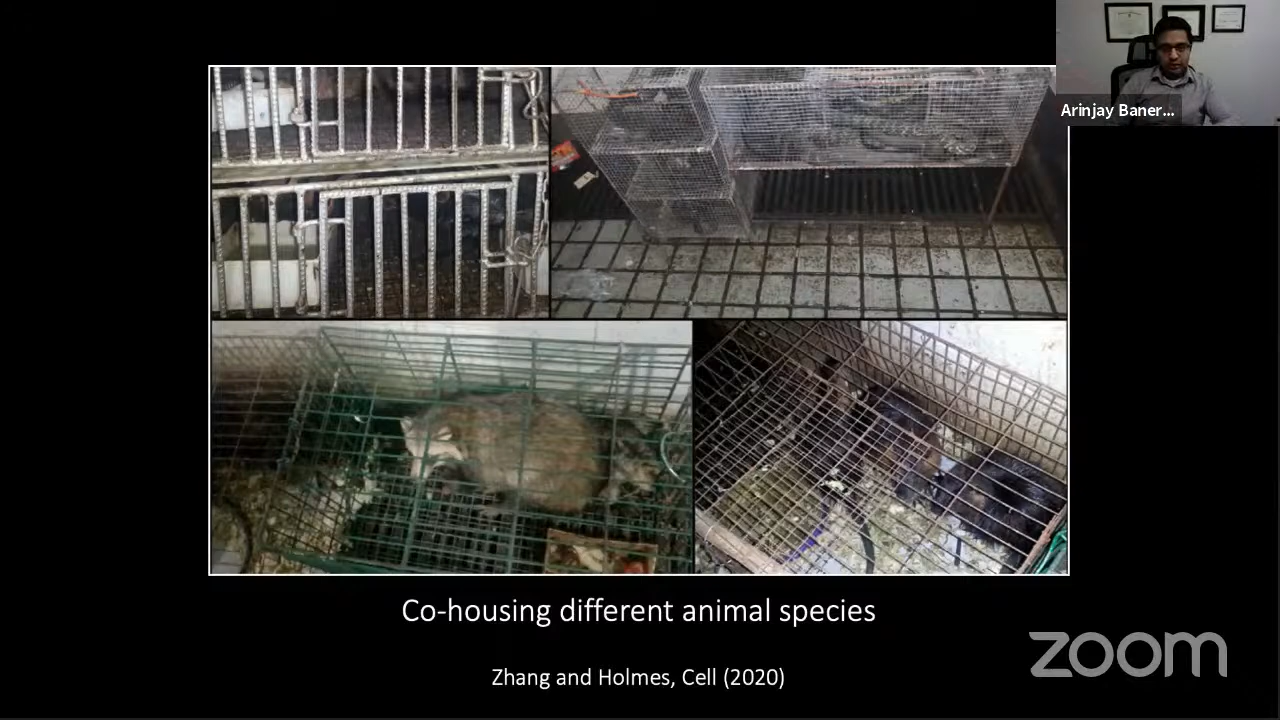 Arinjay Baner...
Co-housing different animal species
Zhang and Holmes, Cell (2020)
zoom